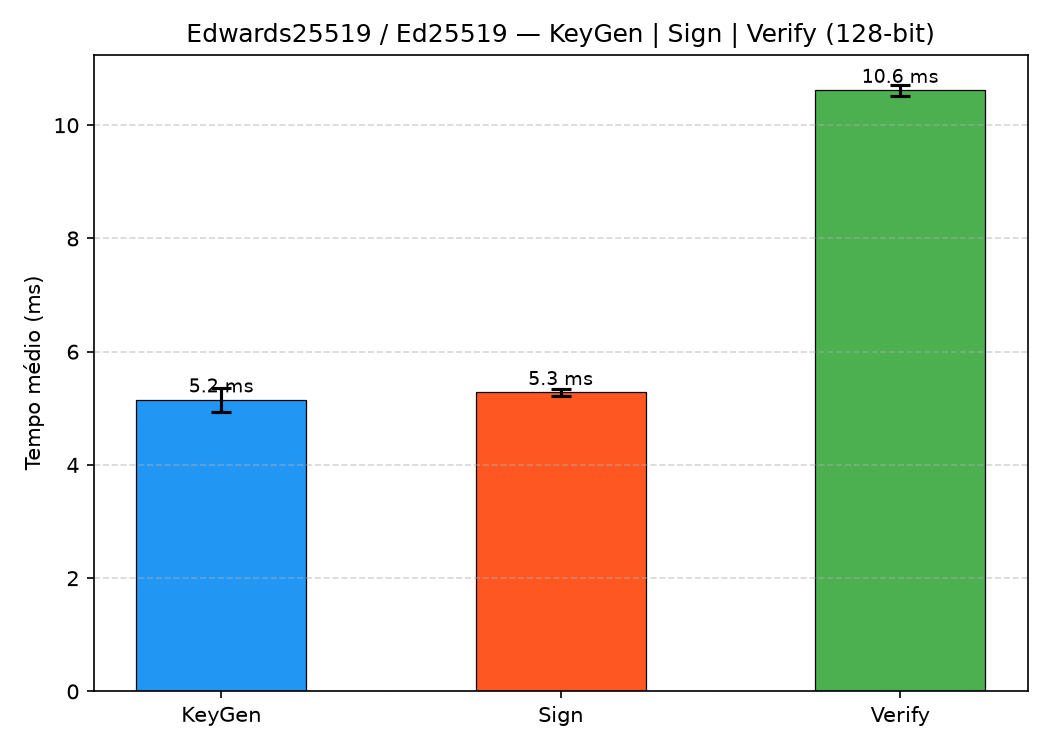 Edwards25519 / Ed25519 — KeyGen | Sign | Verify (128-bit)
Tempo médio (ms)
10
8
6
4
2
0
5.2 ms
5.3 ms
10.6 ms
KeyGen
Sign
Verify